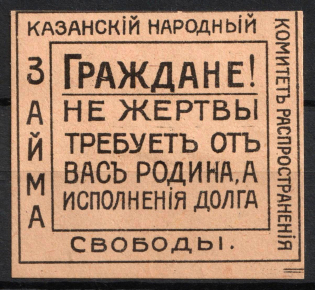 КАЗАНСКІЙ НАРОДНЫЙ
КОМИТЕТЪ РАСПРОСТРАНЕНІЯ
ЗАЙМА
СВОБОДЫ.
ГРАЖДАНЕ!
НЕ ЖЕРТВЫ
ТРЕБУЕТЪ ОТЪ
ВАСЪ РОДИНА, А
ИСПОЛНЕНІЯ ДОЛГА